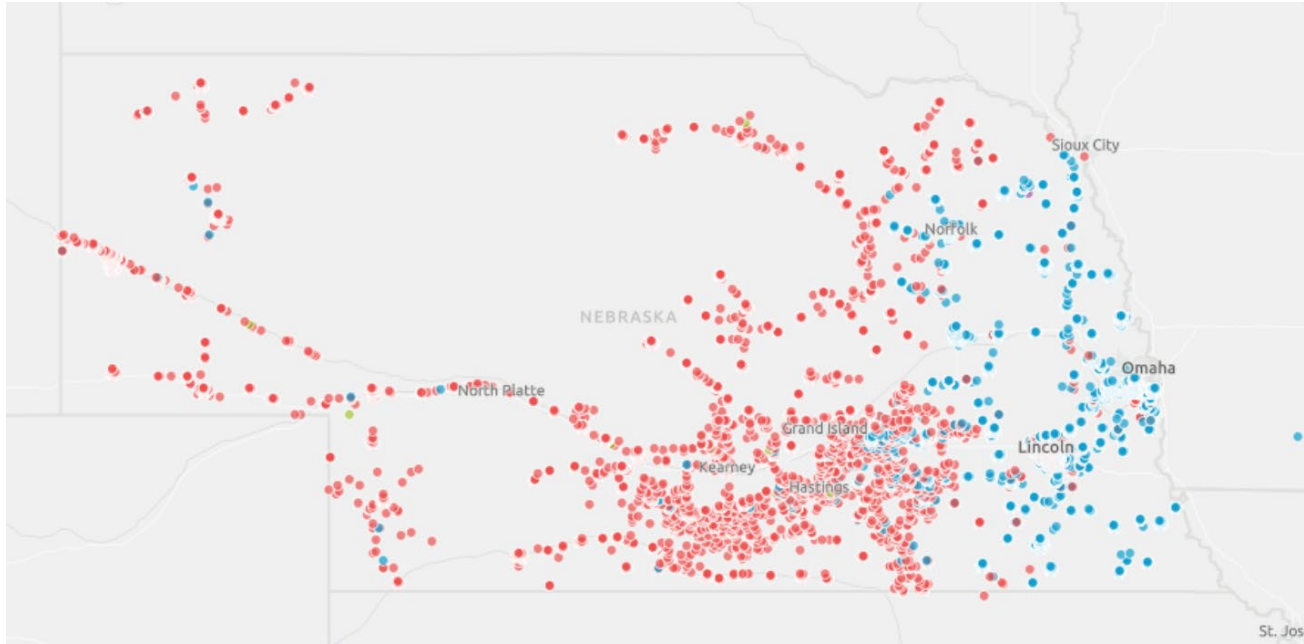 Sioux City
Norfolk
NEBRASKA
Omaha
North Platte
Grand Island
Lincoln
Kearney
Hastings
St. Jos